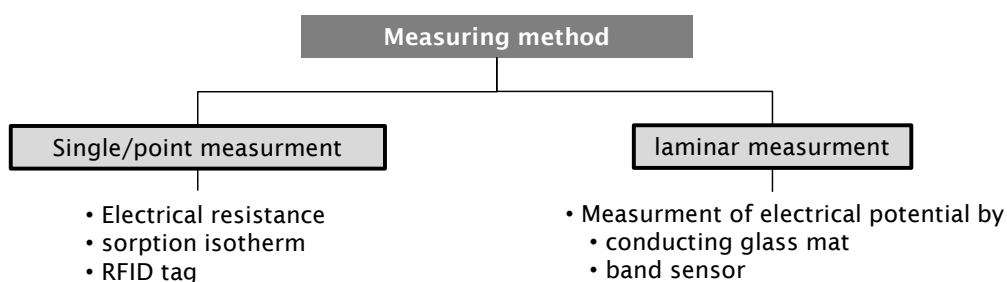 Measuring method
Single/point measurment
laminar measurment
• Electrical resistance
• sorption isotherm
• RFID tag
• Measurment of electrical potential by
• conducting glass mat
• band sensor